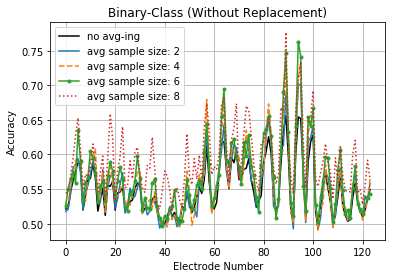 Binary-Class (Without Replacement)
no avg-ing
avg sample size: 2
avg sample size: 4
avg sample size: 6
avg sample size: 8
Accuracy
0.75
0.70
0.65
0.60
0.55
0.50
0 20 40 60 80 100 120
Electrode Number